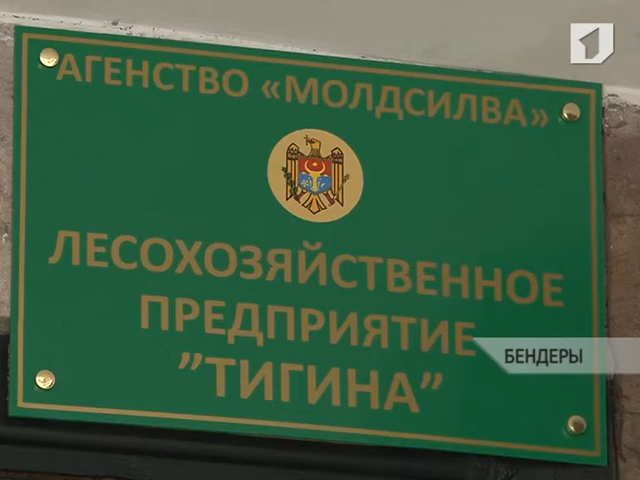 АГЕНСТВО «МОЛДСИЛВА»
ЛЕСОХОЗЯЙСТВЕННОЕ
ПРЕДПРИЯТИЕ
"ТИГИНА"
БЕНДЕРЫ
1